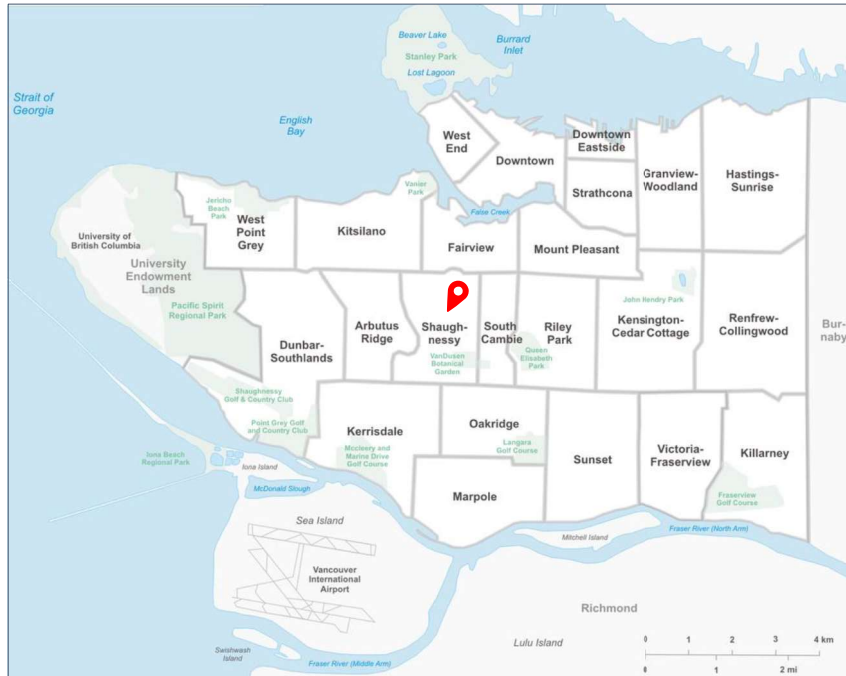 Beaver Lake
Stanley Park
Lost Lagoon
Burrard
Inlet
Strait of
Georgia
English
Bay
West
End
Downtown
Downtown
Eastside
Strathcona
Granview-
Woodland
Hastings-
Sunrise
Vanier
Park
False Creek
Jericho
Beach
Park
West
Point
Grey
Kitsilano
Fairview
Mount Pleasant
University of
British Columbia
University
Endowment
Lands
Pacific Spirit
Regional Park
Dunbar-
Southlands
Arbutus
Ridge
Shaugh-
nessy
VanDusen
Botanical
Garden
South
Cambie
Riley
Park
Queen
Elisabeth
Park
John Hendry Park
Kensington-
Cedar Cottage
Renfrew-
Collingwood
Bur-
naby
Shaughnessy
Golf & Country Club
Point Grey Golf
and Country Club
Kerrisdale
Mccleery and
Marine Drive
Golf Course
Oakridge
Langara
Golf Course
Sunset
Victoria-
Fraserview
Killarney
Fraserview
Golf Course
Marpole
Iona Beach
Regional Park
Iona Island
McDonald Slough
Sea Island
Vancouver
International
Airport
Mitchell Island
Fraser River (North Arm)
Richmond
Lulu Island
Swishwash
Island
Fraser River (Middle Arm)
0 1 2 3 4 km
0 1 2 mi